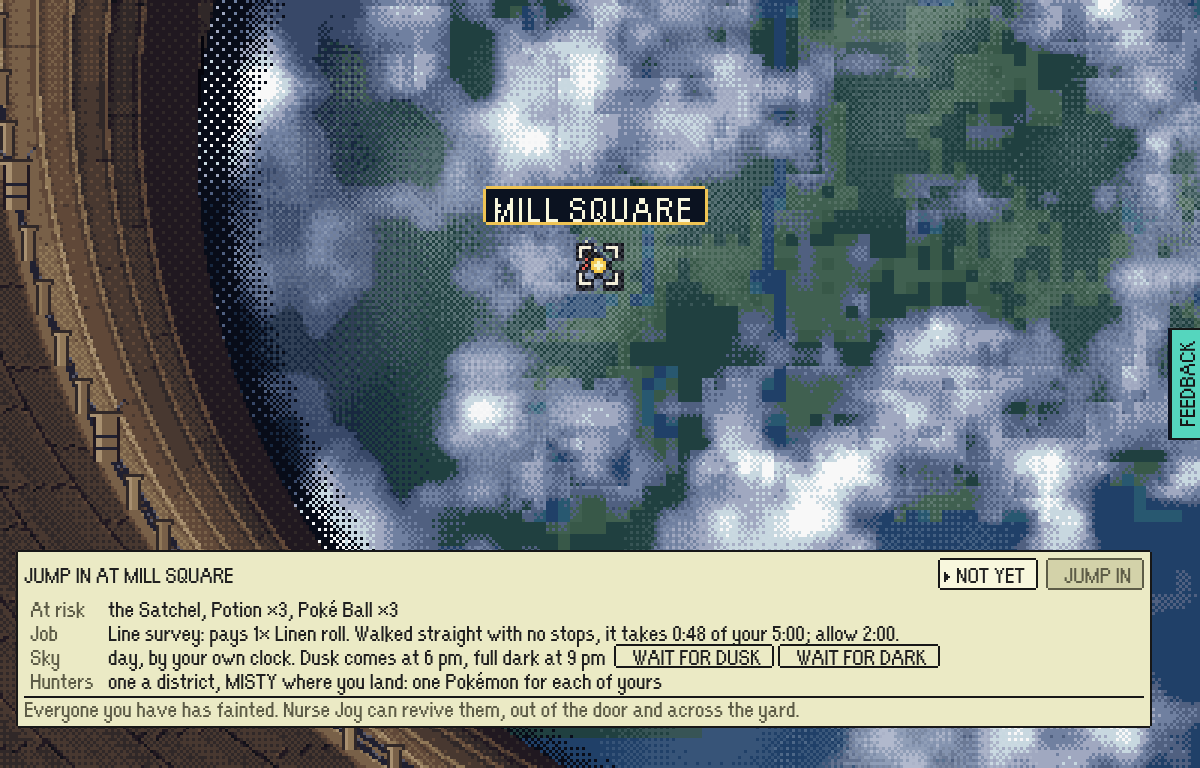 MILL SQUARE
FEEDBACK
JUMP IN AT MILL SQUARE
NOT YET
JUMP IN
At risk the Satchel, Potion ×3, Poké Ball ×3
Job Line survey: pays 1× Linen roll. Walked straight with no stops, it takes 0:48 of your 5:00; allow 2:00.
Sky day, by your own clock. Dusk comes at 6 pm, full dark at 9 pm WAIT FOR DUSK WAIT FOR DARK
Hunters one a district, MISTY where you land: one Pokémon for each of yours
Everyone you have has fainted. Nurse Joy can revive them, out of the door and across the yard.